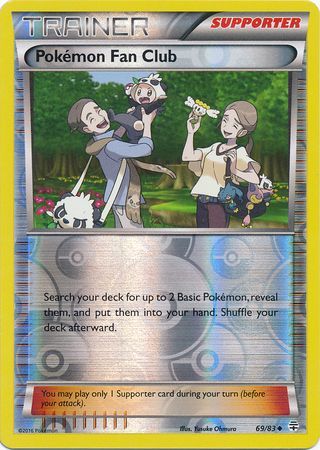 TRAINER
SUPPORTER
Pokémon Fan Club
Search your deck for up to 2 Basic Pokémon, reveal
them, and put them into your hand. Shuffle your
deck afterward.
You may play only 1 Supporter card during your turn (before
your attack).
©2016 Pokémon
Illus. Yusuke Ohmura
69/83